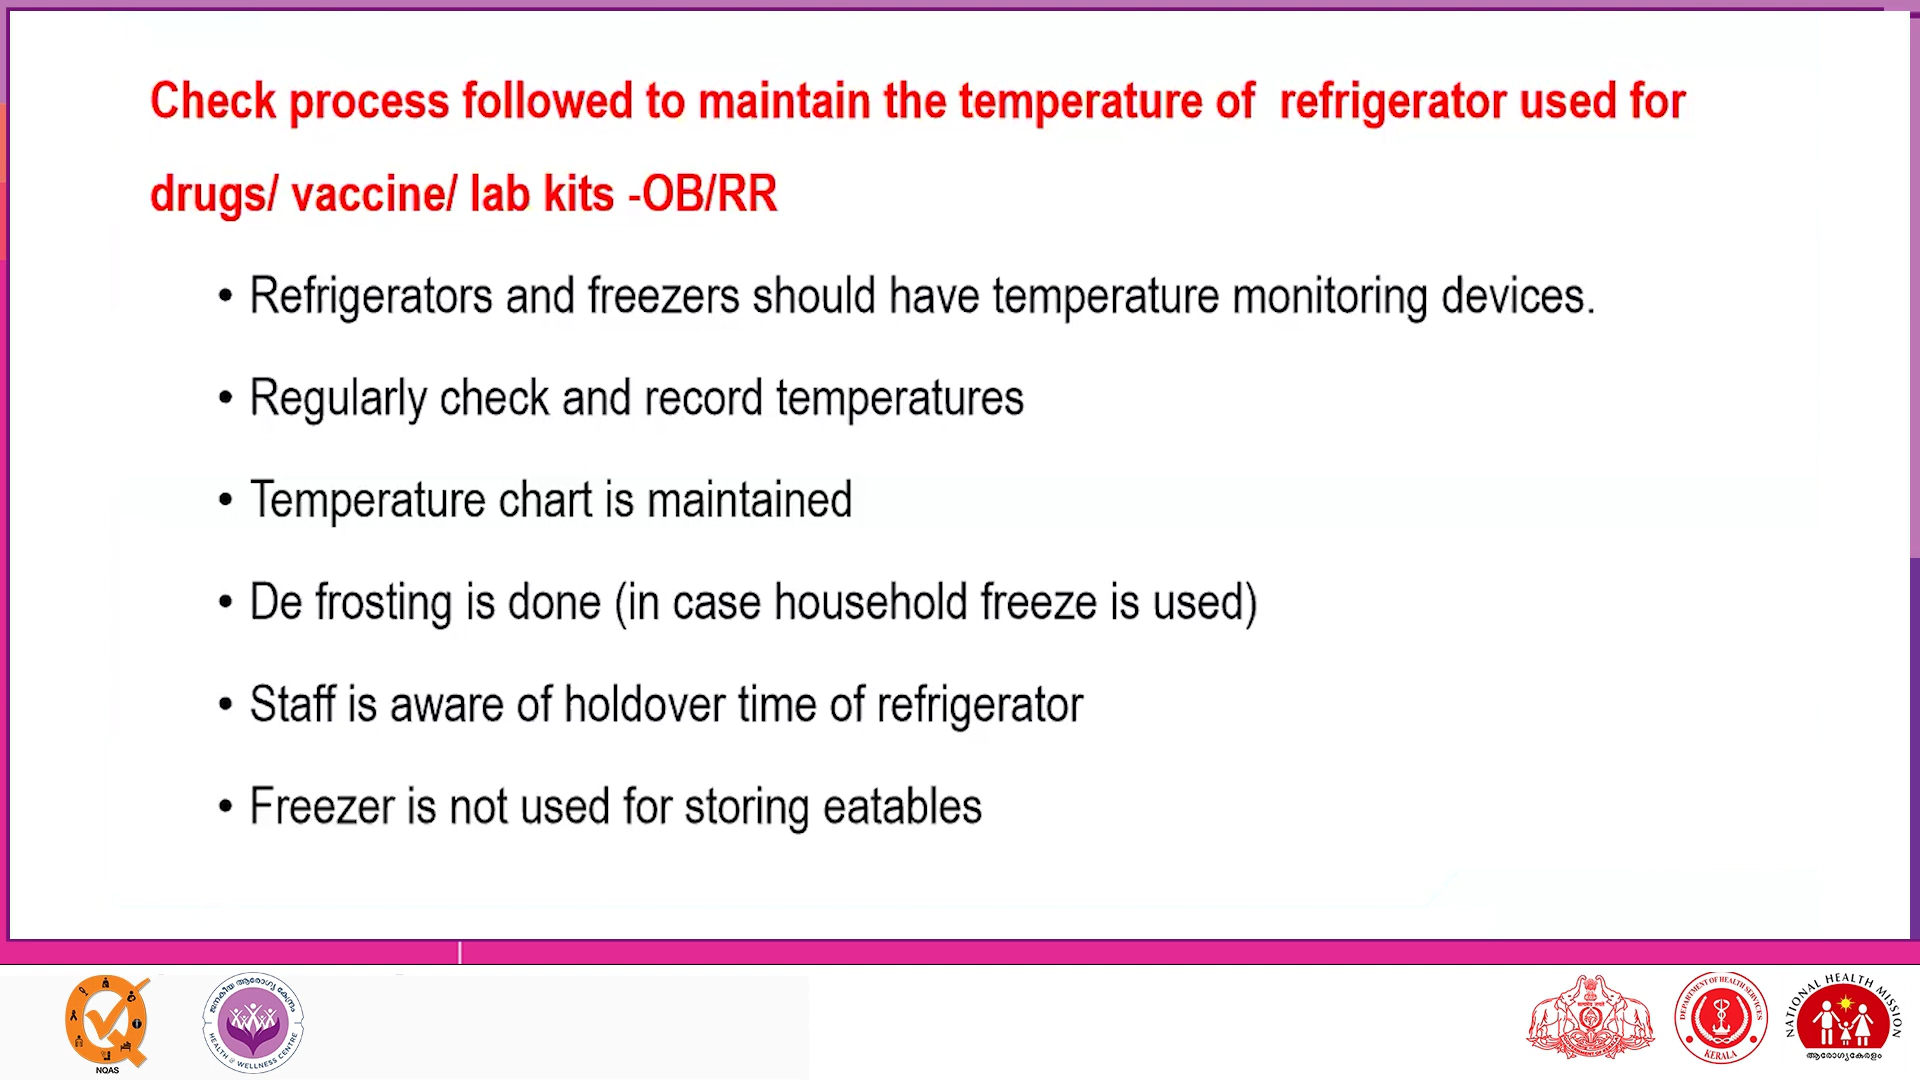 Check process followed to maintain the temperature of refrigerator used for
drugs/ vaccine/ lab kits -OB/RR
• Refrigerators and freezers should have temperature monitoring devices.
• Regularly check and record temperatures
• Temperature chart is maintained
• De frosting is done (in case household freeze is used)
• Staff is aware of holdover time of refrigerator
• Freezer is not used for storing eatables
NQAS
ജനകീയ ആരോഗ്യ കേന്ദ്രം
HEALTH @ WELLNESS CENTRE
DEPARTMENT OF HEALTH SERVICES
KERALA
NATIONAL HEALTH MISSION
ആരോഗ്യകേരളം